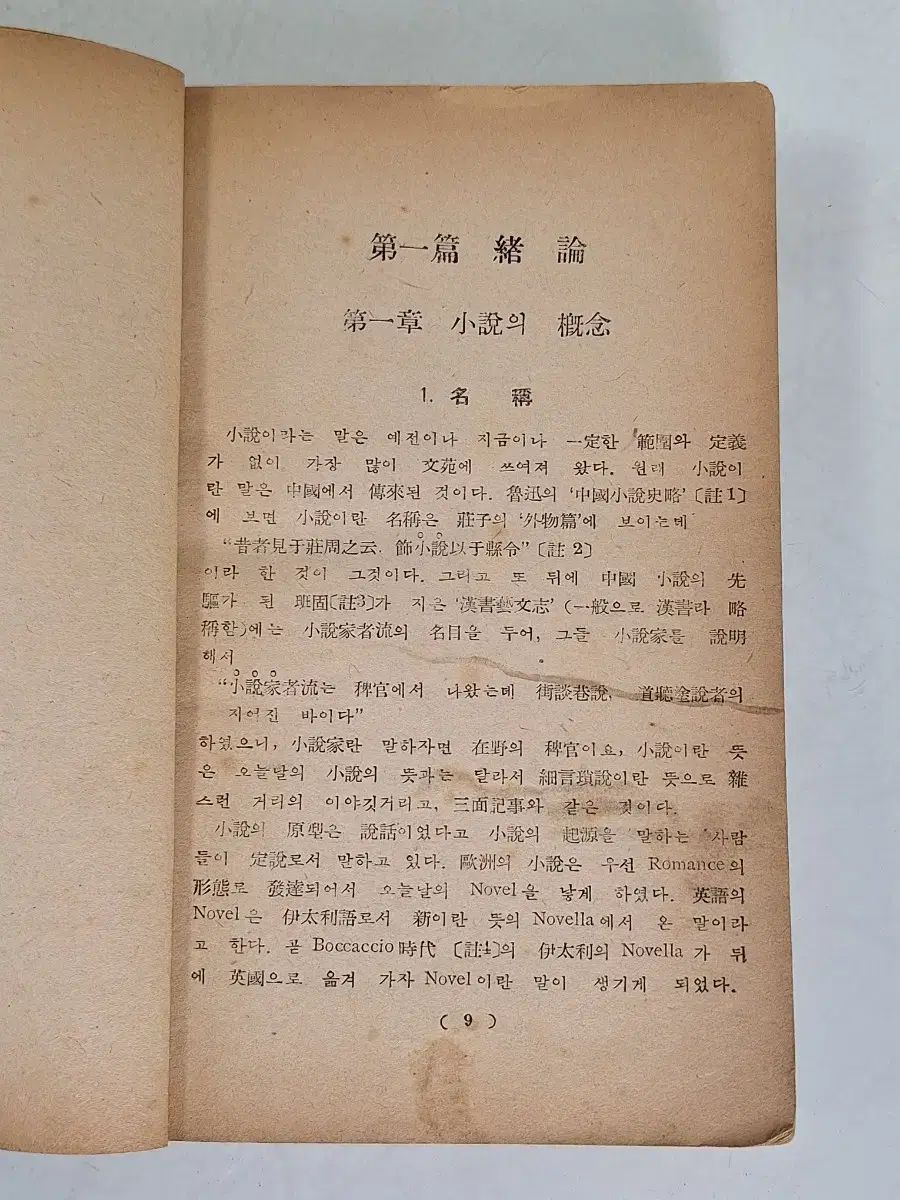 第一篇 緖 論
第一章 小說의 槪念
1. 名 稱
小說이라는 말은 예전이나 지금이나 一定한 範圍와 定義
가 없이 가장 많이 文苑에 쓰여져 왔다. 원래 小說이
란 말은 中國에서 傳來된 것이다. 魯迅의 '中國小說史略'〔註1〕
에 보면 小說이란 名稱은 莊子의 '外物篇'에 보이는데
"昔者見于莊周之云. 飾小說以于縣令"〔註 2〕
이라 한 것이 그것이다. 그리고 또 뒤에 中國 小說의 先
驅가 된 班固〔註3〕가 지은 '漢書藝文志' (一般으로 漢書라 略
稱함)에는 小說家者流의 名目을 두어, 그들 小說家를 說明
해서
"小說家者流는 稗官에서 나왔는데 街談巷說, 道聽塗說者의
지어진 바이다"
하였으니, 小說家란 말하자면 在野의 稗官이요, 小說이란 뜻
은 오늘날의 小說의 뜻과는 달라서 細言瑣說이란 뜻으로 雜
스런 거리의 이야깃거리고, 三面記事와 같은 것이다.
小說의 原型은 說話이었다고 小說의 起源을 말하는 사람
들이 定說로서 말하고 있다. 歐洲의 小說은 우선 Romance의
形態로 發達되어서 오늘날의 Novel을 낳게 하였다. 英語의
Novel은 伊太利語로서 新이란 뜻의 Novella에서 온 말이라
고 한다. 곧 Boccaccio時代 〔註4〕의 伊太利의 Novella가 뒤
에 英國으로 옮겨 가자 Novel이란 말이 생기게 되었다.
( 9 )